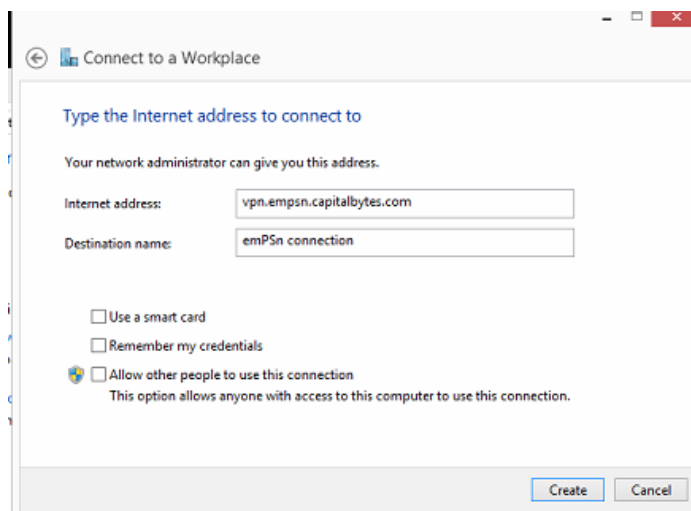 Connect to a Workplace
Type the Internet address to connect to
Your network administrator can give you this address.
Internet address: vpn.empsn.capitalbytes.com
Destination name: emPSn connection
Use a smart card
Remember my credentials
Allow other people to use this connection
This option allows anyone with access to this computer to use this connection.
Create Cancel